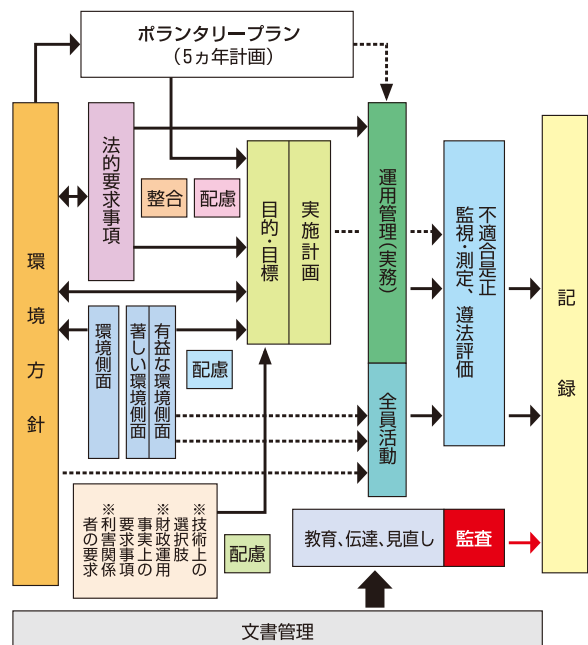 ボランタリープラン
(5ヵ年計画)
環境方針
法的要求事項
整合
配慮
目的・目標
実施計画
運用管理(実務)
不適合是正
監視・測定、遵法評価
記録
環境側面
著しい環境側面
有益な環境側面
配慮
全員活動
※技術上の
選択肢
※財政運用
事実上の
要求事項
※利害関係
者の要求
配慮
教育、伝達、見直し
監査
文書管理